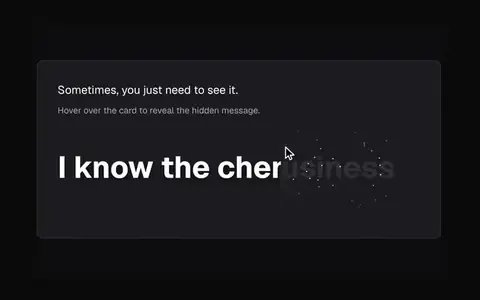 Sometimes, you just need to see it.
Hover over the card to reveal the hidden message.
I know the cher usiness